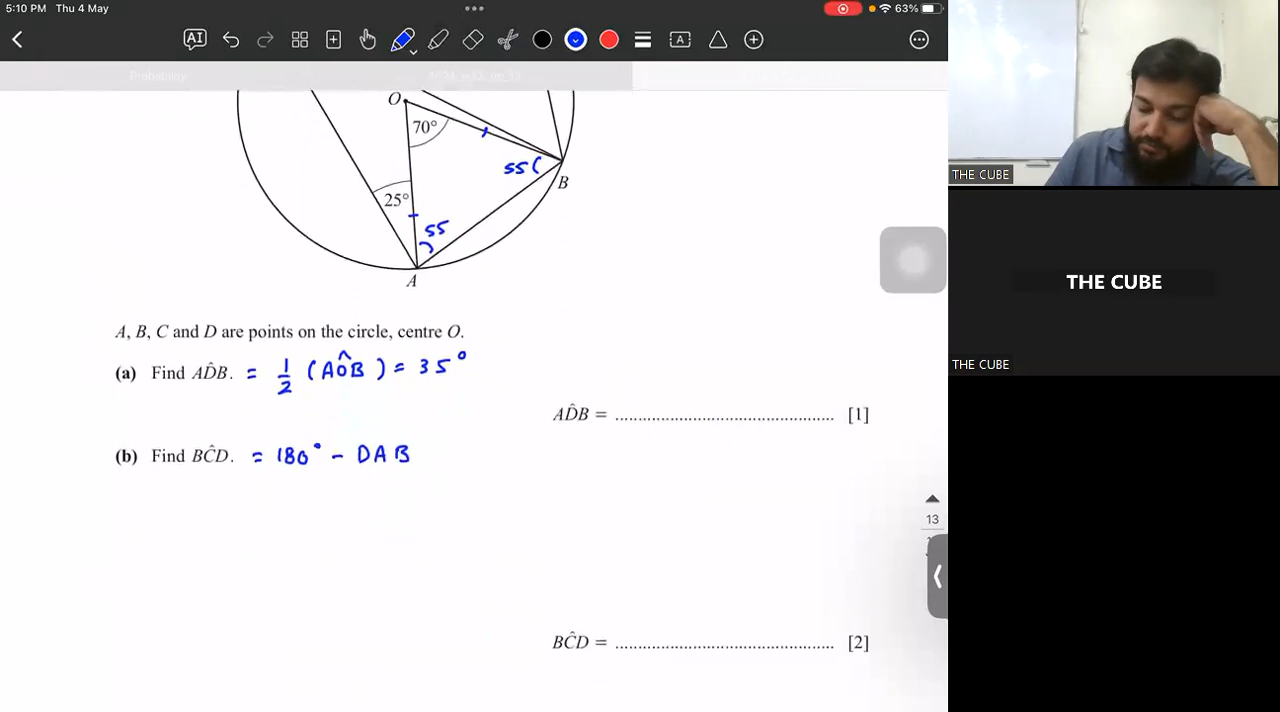 5:10 PM Thu 4 May
63%
AI
A
Probability
O
70°
55
B
25°
55
A
THE CUBE
THE CUBE
THE CUBE
A, B, C and D are points on the circle, centre O.
(a) Find AD̂B. = 1/2 (AÔB) = 35°
AD̂B = ................................................ [1]
(b) Find BĈD. = 180° - DAB
13
BĈD = ................................................ [2]